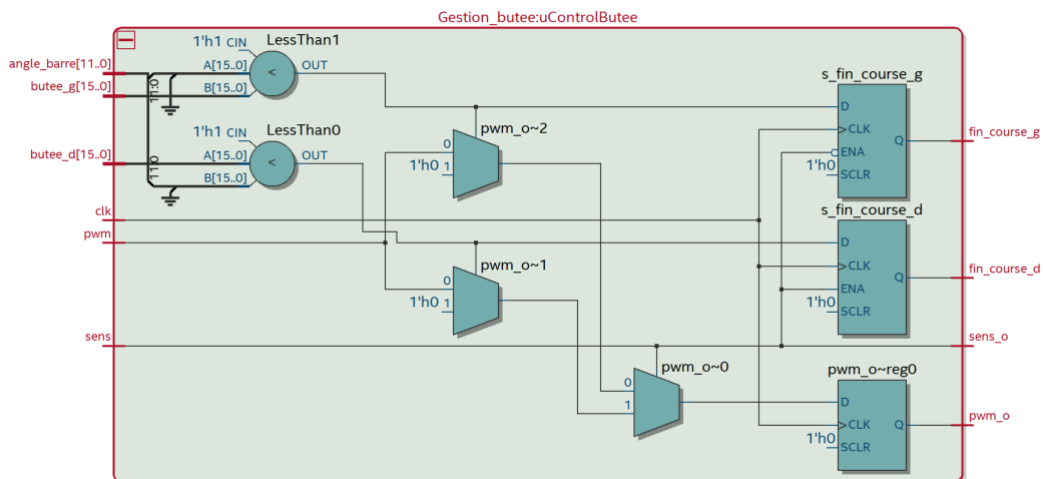 Gestion_butee:uControlButee
angle_barre[11..0]
butee_g[15..0]
butee_d[15..0]
clk
pwm
sens
11:0
11:0
1'h1 CIN
LessThan1
A[15..0]
B[15..0]
<
OUT
1'h1 CIN
LessThan0
A[15..0]
B[15..0]
<
OUT
pwm_o~2
0
1'h0 1
pwm_o~1
0
1'h0 1
pwm_o~0
0
1
s_fin_course_g
D
>CLK
ENA
1'h0
SCLR
Q
fin_course_g
s_fin_course_d
D
>CLK
ENA
1'h0
SCLR
Q
fin_course_d
sens_o
pwm_o~reg0
D
>CLK
1'h0
SCLR
Q
pwm_o